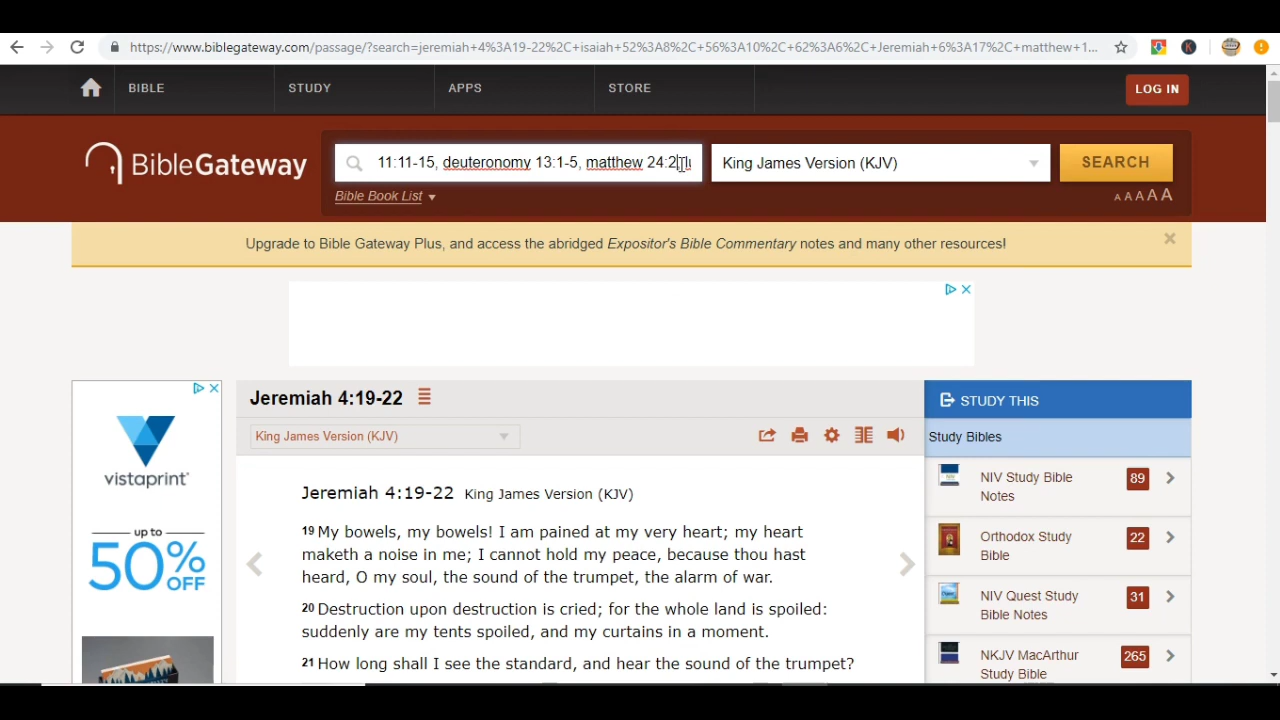 https://www.biblegateway.com/passage/?search=jeremiah+4%3A19-22%2C+isaiah+52%3A8%2C+56%3A10%2C+62%3A6%2C+Jeremiah+6%3A17%2C+matthew+1...
BIBLE
STUDY
APPS
STORE
LOG IN
BibleGateway
11:11-15, deuteronomy 13:1-5, matthew 24:2
King James Version (KJV)
SEARCH
Bible Book List
A A A A A
Upgrade to Bible Gateway Plus, and access the abridged Expositor's Bible Commentary notes and many other resources!
vistaprint
up to
50%
OFF
Jeremiah 4:19-22
King James Version (KJV)
Jeremiah 4:19-22 King James Version (KJV)
19 My bowels, my bowels! I am pained at my very heart; my heart
maketh a noise in me; I cannot hold my peace, because thou hast
heard, O my soul, the sound of the trumpet, the alarm of war.
20 Destruction upon destruction is cried; for the whole land is spoiled:
suddenly are my tents spoiled, and my curtains in a moment.
21 How long shall I see the standard, and hear the sound of the trumpet?
STUDY THIS
Study Bibles
NIV Study Bible
Notes
89
Orthodox Study
Bible
22
NIV Quest Study
Bible Notes
31
NKJV MacArthur
Study Bible
265